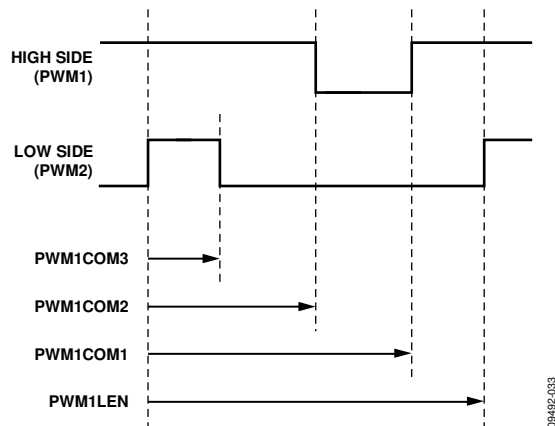 HIGH SIDE
(PWM1)
LOW SIDE
(PWM2)
PWM1COM3
PWM1COM2
PWM1COM1
PWM1LEN
09492-033